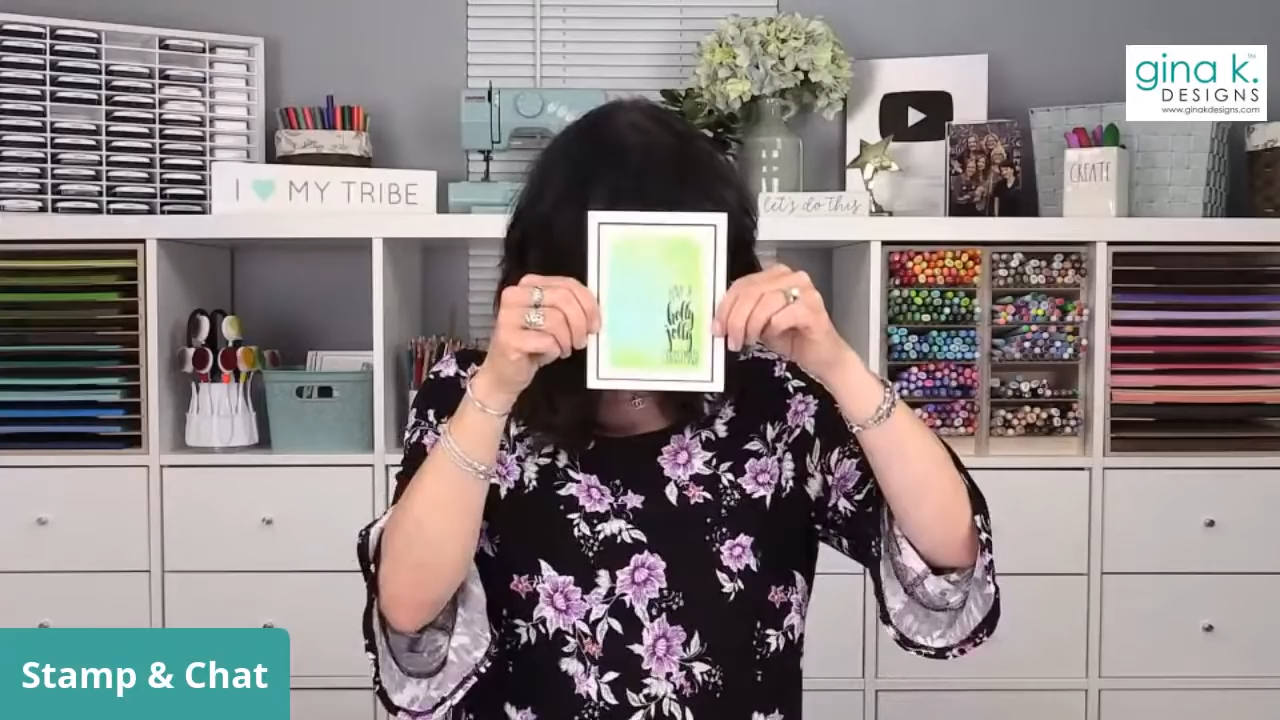 gina k.
DESIGNS
www.ginakdesigns.com
I MY TRIBE
let's do this
CREATE
holly
jolly
Stamp & Chat